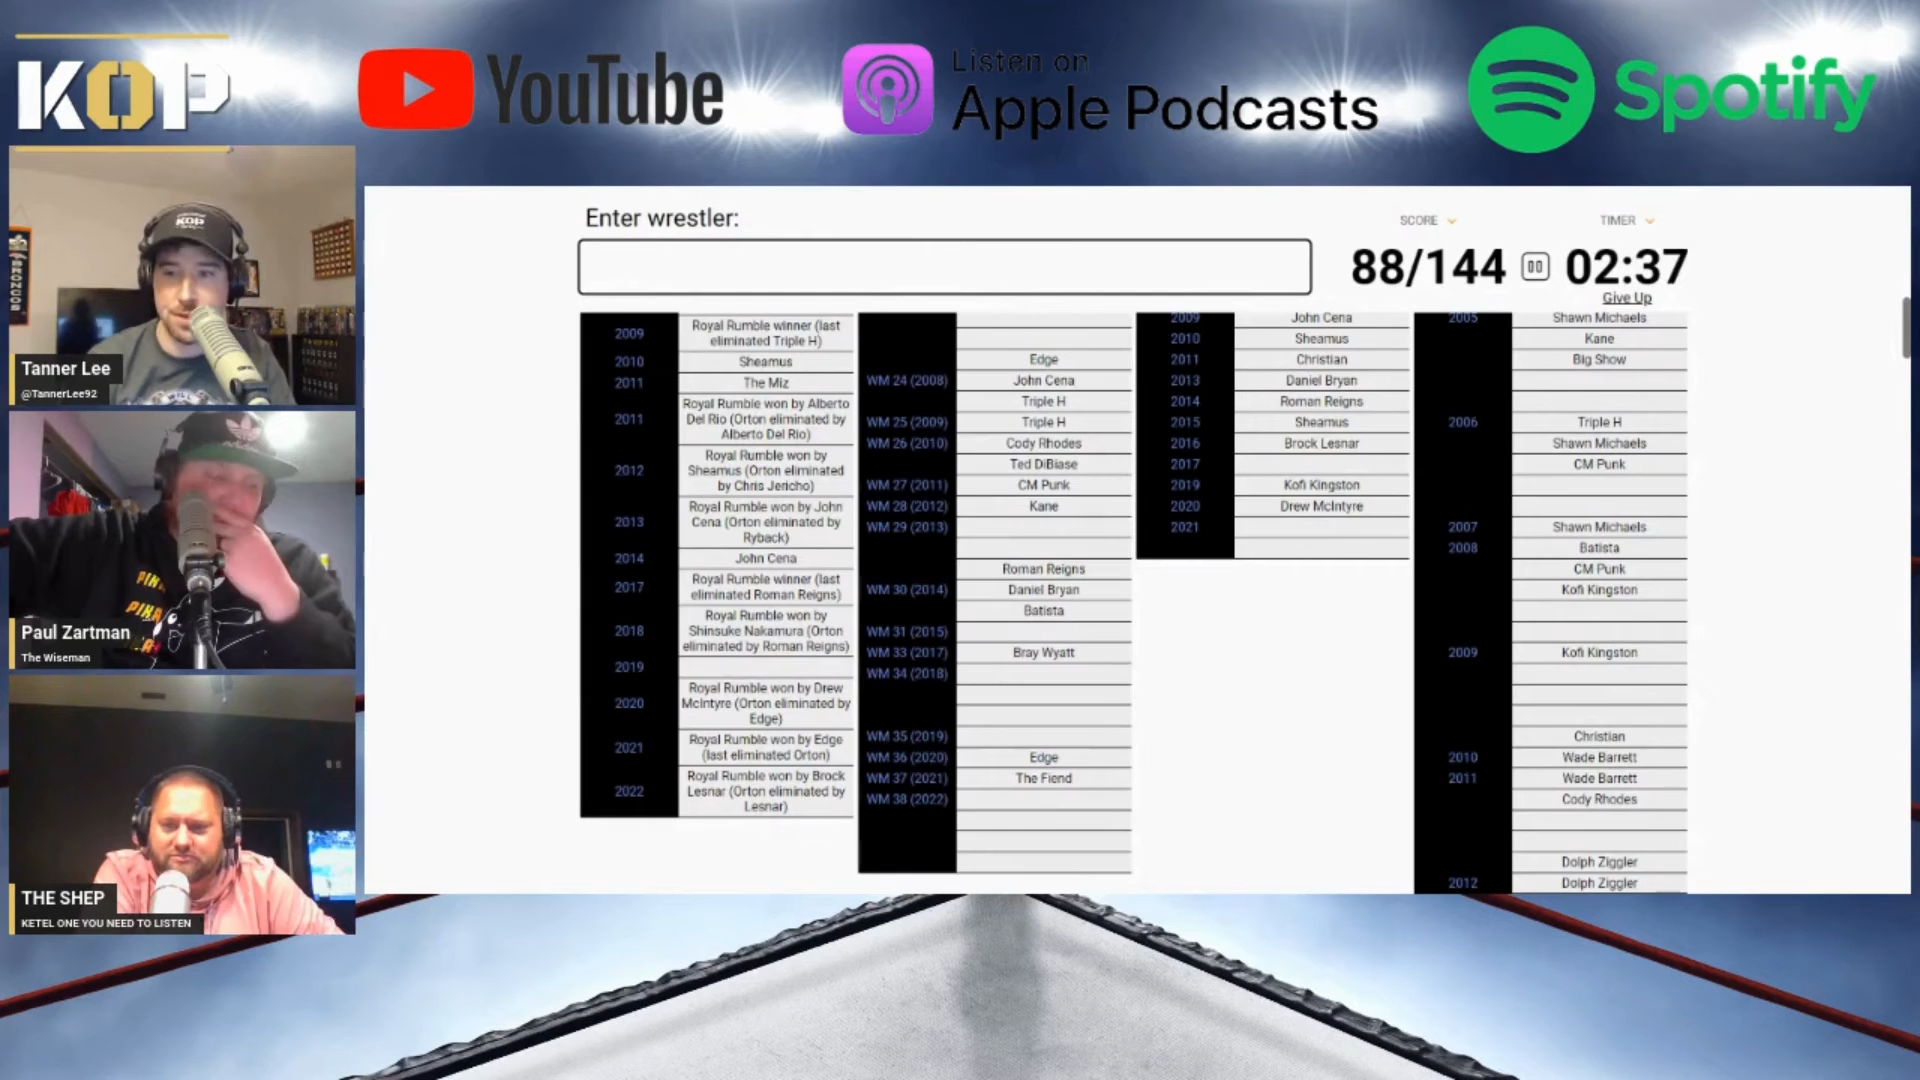 KOP
YouTube
Listen on
Apple Podcasts
Spotify
KOP
BRONCOS
Tanner Lee
@TannerLee92
PIKA
PIKA
Paul Zartman
The Wiseman
THE SHEP
KETEL ONE YOU NEED TO LISTEN
Enter wrestler:
SCORE
TIMER
88/144
02:37
Give Up
2009
Royal Rumble winner (last
eliminated Triple H)
2010
Sheamus
2011
The Miz
2011
Royal Rumble won by Alberto
Del Rio (Orton eliminated by
Alberto Del Rio)
2012
Royal Rumble won by
Sheamus (Orton eliminated
by Chris Jericho)
2013
Royal Rumble won by John
Cena (Orton eliminated by
Ryback)
2014
John Cena
2017
Royal Rumble winner (last
eliminated Roman Reigns)
2018
Royal Rumble won by
Shinsuke Nakamura (Orton
eliminated by Roman Reigns)
2019
2020
Royal Rumble won by Drew
McIntyre (Orton eliminated by
Edge)
2021
Royal Rumble won by Edge
(last eliminated Orton)
2022
Royal Rumble won by Brock
Lesnar (Orton eliminated by
Lesnar)
Edge
WM 24 (2008)
John Cena
Triple H
WM 25 (2009)
Triple H
WM 26 (2010)
Cody Rhodes
Ted DiBiase
WM 27 (2011)
CM Punk
WM 28 (2012)
Kane
WM 29 (2013)
Roman Reigns
WM 30 (2014)
Daniel Bryan
Batista
WM 31 (2015)
WM 33 (2017)
Bray Wyatt
WM 34 (2018)
WM 35 (2019)
WM 36 (2020)
Edge
WM 37 (2021)
The Fiend
WM 38 (2022)
2009
John Cena
2010
Sheamus
2011
Christian
2013
Daniel Bryan
2014
Roman Reigns
2015
Sheamus
2016
Brock Lesnar
2017
2019
Kofi Kingston
2020
Drew McIntyre
2021
2005
Shawn Michaels
Kane
Big Show
2006
Triple H
Shawn Michaels
CM Punk
2007
Shawn Michaels
2008
Batista
CM Punk
Kofi Kingston
2009
Kofi Kingston
Christian
2010
Wade Barrett
2011
Wade Barrett
Cody Rhodes
Dolph Ziggler
2012
Dolph Ziggler